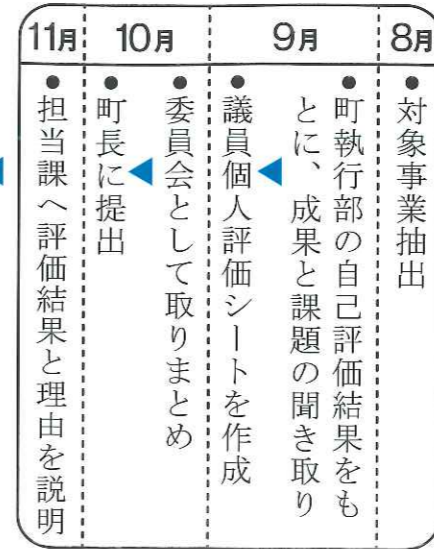 8月
●対象事業抽出
9月
●町執行部の自己評価結果をも
とに、成果と課題の聞き取り
●議員個人評価シートを作成
10月
●委員会として取りまとめ
●町長に提出
11月
●担当課へ評価結果と理由を説明